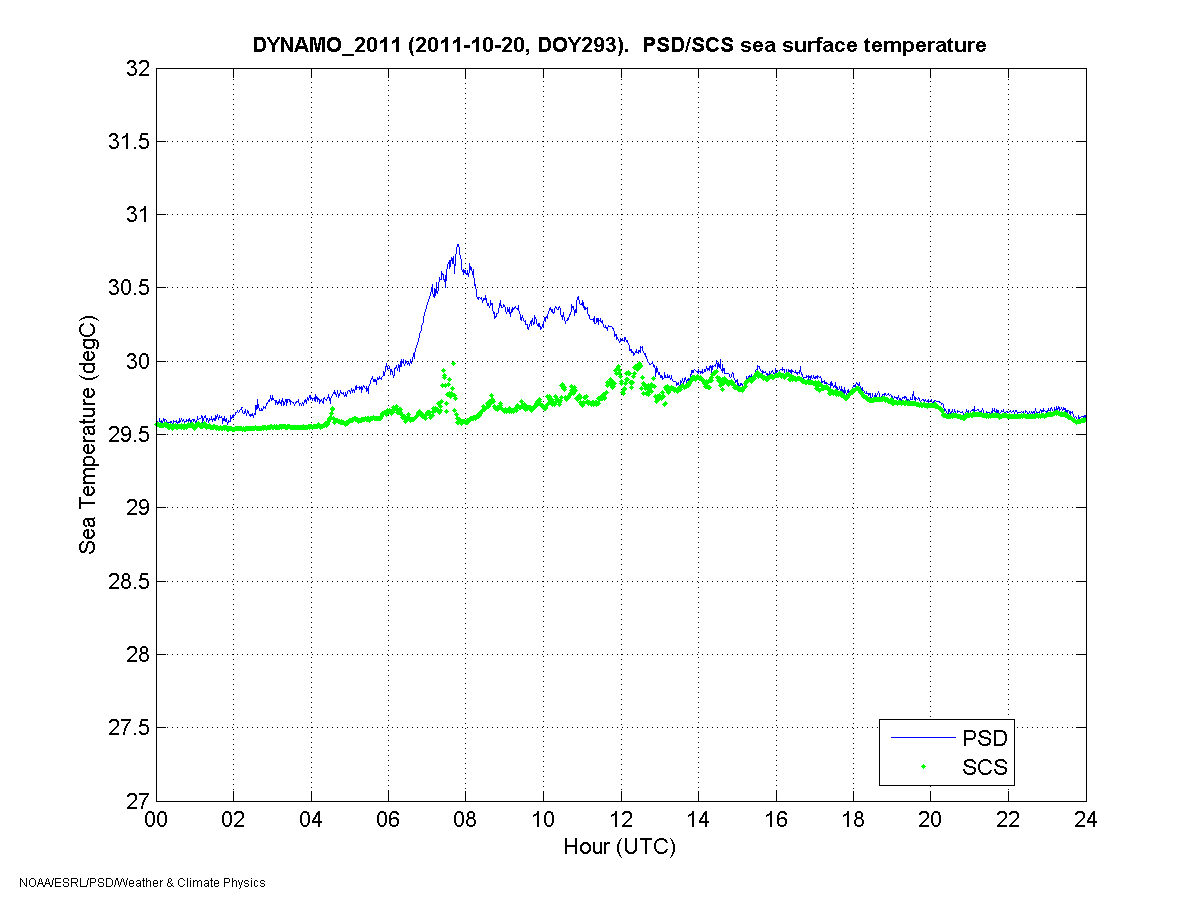 DYNAMO_2011 (2011-10-20, DOY293).  PSD/SCS sea surface temperature
32
31.5
31
30.5
30
29.5
29
28.5
28
27.5
27
Sea Temperature (degC)
PSD
SCS
00 02 04 06 08 10 12 14 16 18 20 22 24
Hour (UTC)
NOAA/ESRL/PSD/Weather & Climate Physics